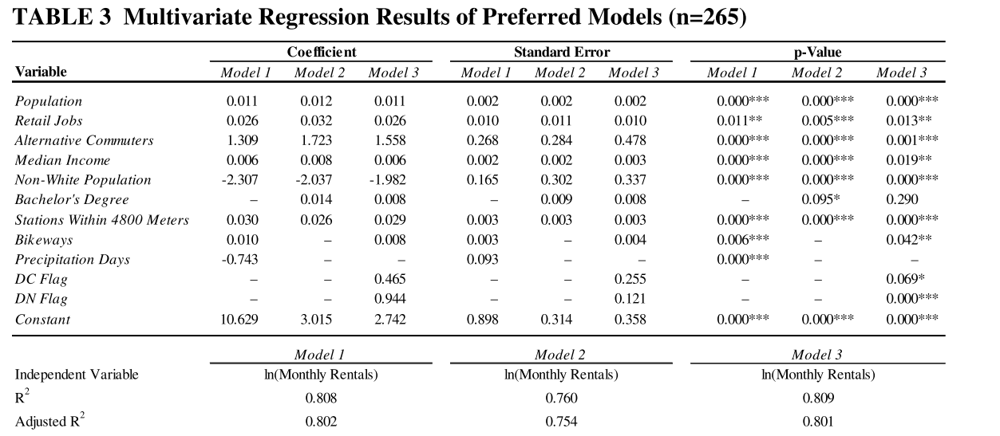 TABLE 3 Multivariate Regression Results of Preferred Models (n=265)
Coefficient Standard Error p-Value
Variable Model 1 Model 2 Model 3 Model 1 Model 2 Model 3 Model 1 Model 2 Model 3
Population 0.011 0.012 0.011 0.002 0.002 0.002 0.000*** 0.000*** 0.000***
Retail Jobs 0.026 0.032 0.026 0.010 0.011 0.010 0.011** 0.005*** 0.013**
Alternative Commuters 1.309 1.723 1.558 0.268 0.284 0.478 0.000*** 0.000*** 0.001***
Median Income 0.006 0.008 0.006 0.002 0.002 0.003 0.000*** 0.000*** 0.019**
Non-White Population -2.307 -2.037 -1.982 0.165 0.302 0.337 0.000*** 0.000*** 0.000***
Bachelor's Degree – 0.014 0.008 – 0.009 0.008 – 0.095* 0.290
Stations Within 4800 Meters 0.030 0.026 0.029 0.003 0.003 0.003 0.000*** 0.000*** 0.000***
Bikeways 0.010 – 0.008 0.003 – 0.004 0.006*** – 0.042**
Precipitation Days -0.743 – – 0.093 – – 0.000*** – –
DC Flag – – 0.465 – – 0.255 – – 0.069*
DN Flag – – 0.944 – – 0.121 – – 0.000***
Constant 10.629 3.015 2.742 0.898 0.314 0.358 0.000*** 0.000*** 0.000***
Model 1 Model 2 Model 3
Independent Variable ln(Monthly Rentals) ln(Monthly Rentals) ln(Monthly Rentals)
R² 0.808 0.760 0.809
Adjusted R² 0.802 0.754 0.801